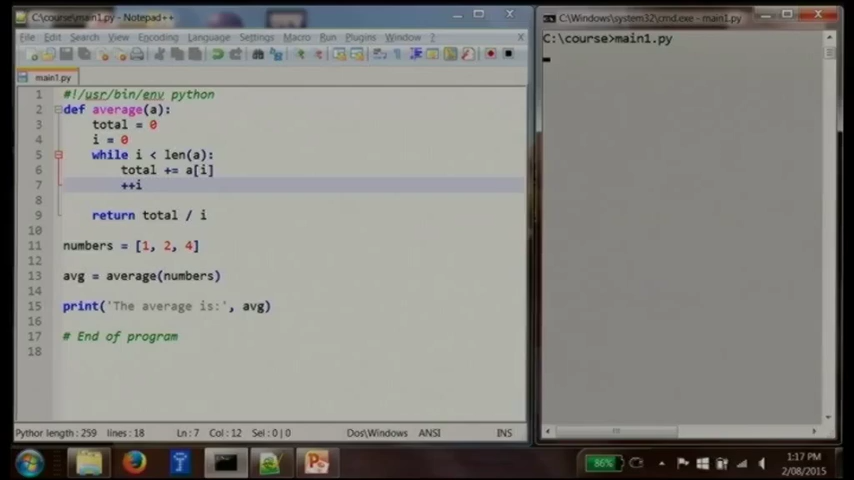 C:\course\main1.py - Notepad++
File Edit Search View Encoding Language Settings Macro Run Plugins Window ? X
main1.py
1 #!/usr/bin/env python
2 def average(a):
3 total = 0
4 i = 0
5 while i < len(a):
6 total += a[i]
7 ++i
8
9 return total / i
10
11 numbers = [1, 2, 4]
12
13 avg = average(numbers)
14
15 print('The average is:', avg)
16
17 # End of program
18
Pythor length : 259 lines : 18 Ln : 7 Col : 12 Sel : 0 | 0 Dos\Windows ANSI INS
C:\Windows\system32\cmd.exe - main1.py
C:\course>main1.py
86%
1:17 PM
2/08/2015